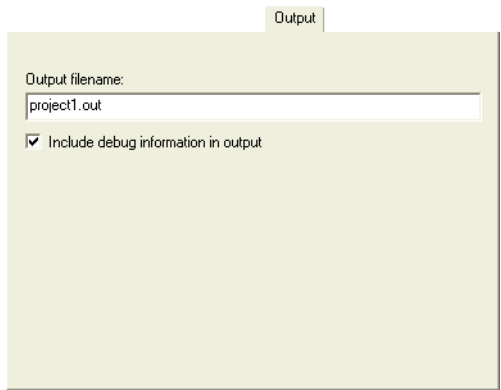 Output
Output filename:
project1.out
Include debug information in output